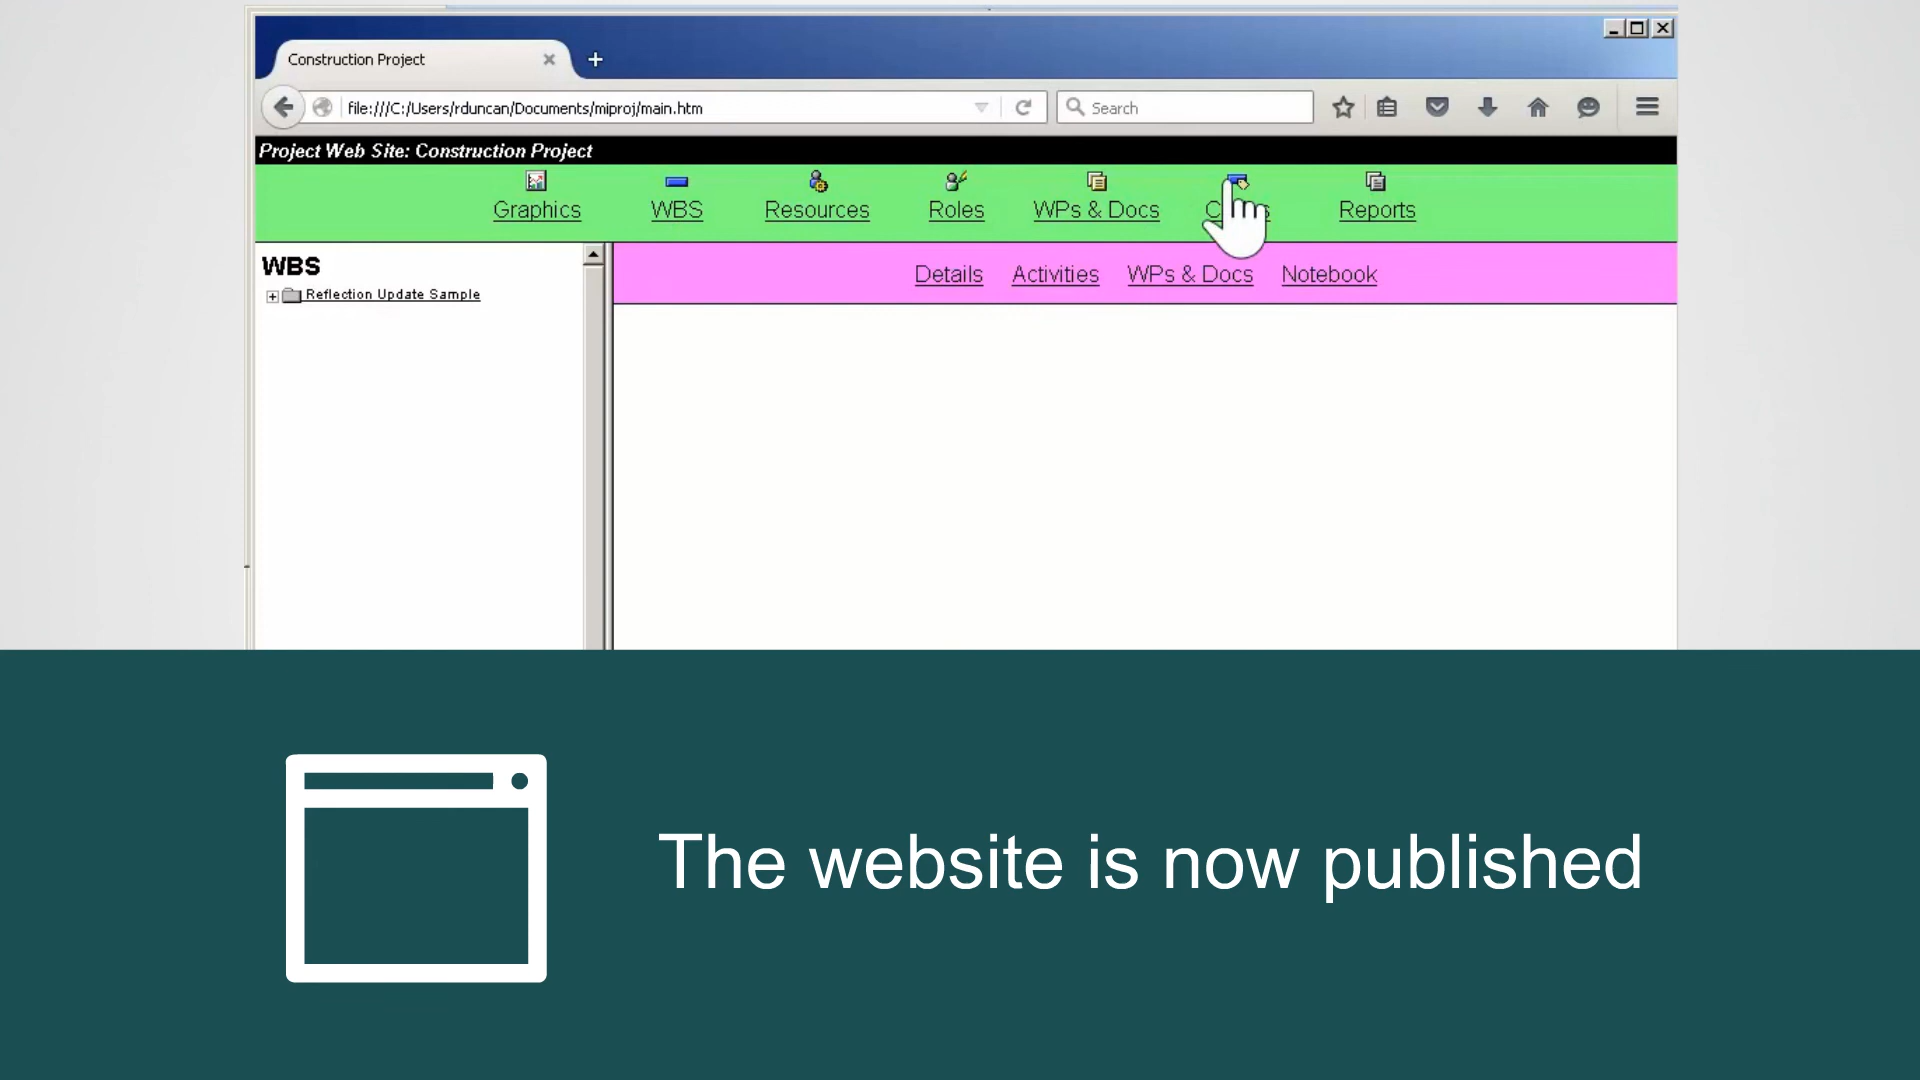 Construction Project
file:///C:/Users/rduncan/Documents/miproj/main.htm
Search
Project Web Site: Construction Project
Graphics WBS Resources Roles WPs & Docs Reports
WBS
Reflection Update Sample
Details Activities WPs & Docs Notebook
The website is now published